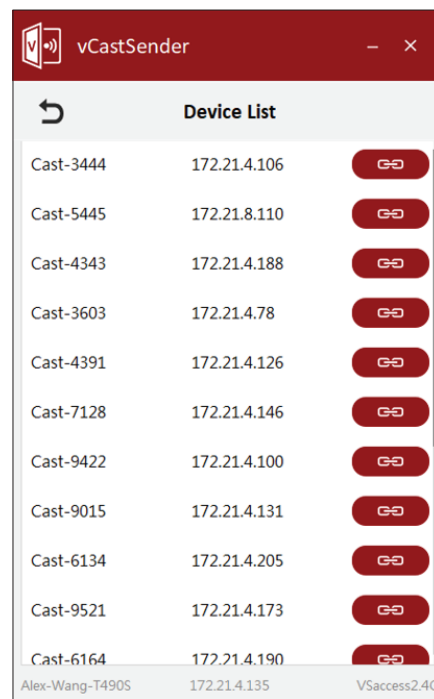 vCastSender
Device List
Cast-3444 172.21.4.106
Cast-5445 172.21.8.110
Cast-4343 172.21.4.188
Cast-3603 172.21.4.78
Cast-4391 172.21.4.126
Cast-7128 172.21.4.146
Cast-9422 172.21.4.100
Cast-9015 172.21.4.131
Cast-6134 172.21.4.205
Cast-9521 172.21.4.173
Cast-6164 172.21.4.190
Alex-Wang-T490S 172.21.4.135 VSaccess2.4G